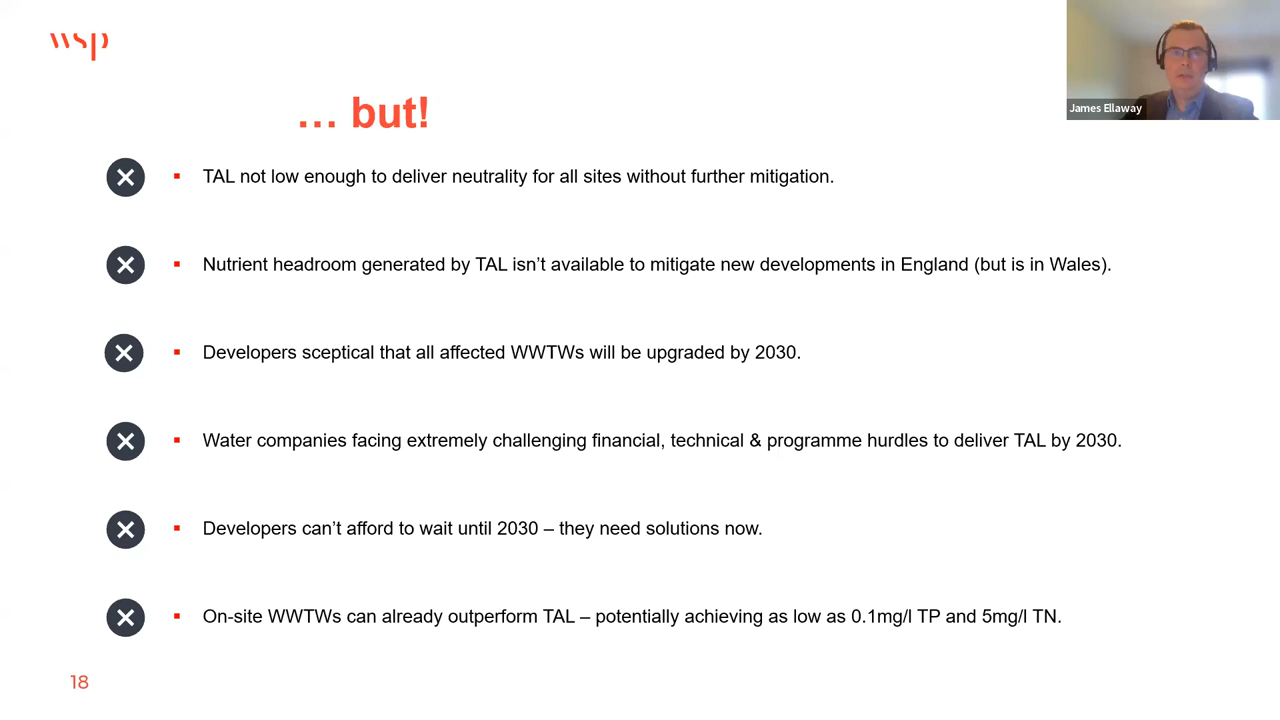 wsp
James Ellaway
... but!
▪ TAL not low enough to deliver neutrality for all sites without further mitigation.
▪ Nutrient headroom generated by TAL isn’t available to mitigate new developments in England (but is in Wales).
▪ Developers sceptical that all affected WWTWs will be upgraded by 2030.
▪ Water companies facing extremely challenging financial, technical & programme hurdles to deliver TAL by 2030.
▪ Developers can’t afford to wait until 2030 – they need solutions now.
▪ On-site WWTWs can already outperform TAL – potentially achieving as low as 0.1mg/l TP and 5mg/l TN.
18